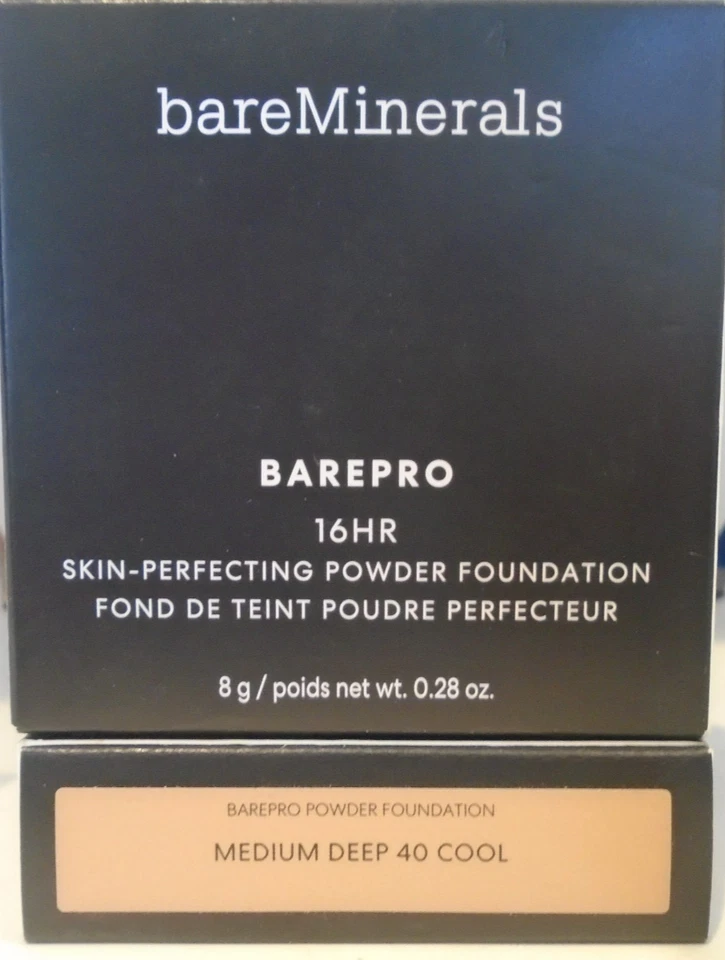 bareMinerals
BAREPRO
16HR
SKIN-PERFECTING POWDER FOUNDATION
FOND DE TEINT POUDRE PERFECTEUR
8 g / poids net wt. 0.28 oz.
BAREPRO POWDER FOUNDATION
MEDIUM DEEP 40 COOL